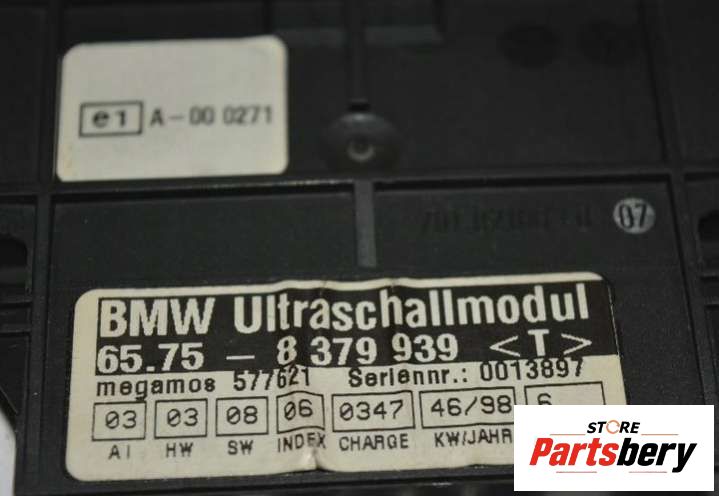 e1 A-00 0271
07
BMW Ultraschallmodul
65.75 - 8 379 939 <T>
megamos 577621 Seriennr.: 0013897
03 03 08 06 0347 46/98 6
AI HW SW INDEX CHARGE KW/JAHR
STORE
Partsbery